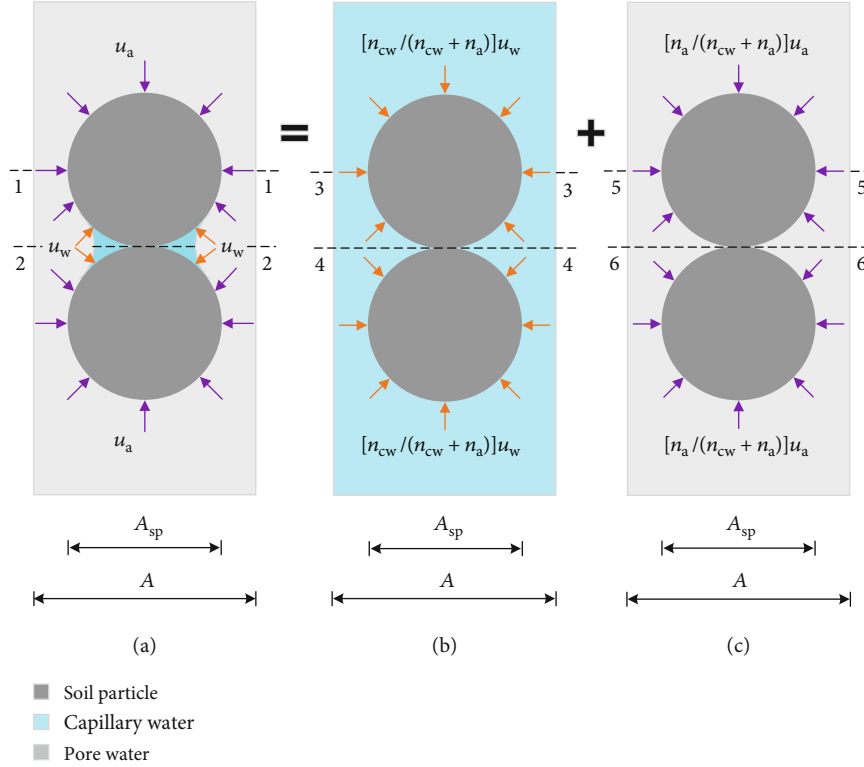 u_a [n_cw/(n_cw + n_a)]u_w [n_a/(n_cw + n_a)]u_a
= +
1 1 3 3 5 5
u_w u_w
2 2 4 4 6 6
u_a [n_cw/(n_cw + n_a)]u_w [n_a/(n_cw + n_a)]u_a
A_sp A_sp A_sp
A A A
(a) (b) (c)
Soil particle
Capillary water
Pore water